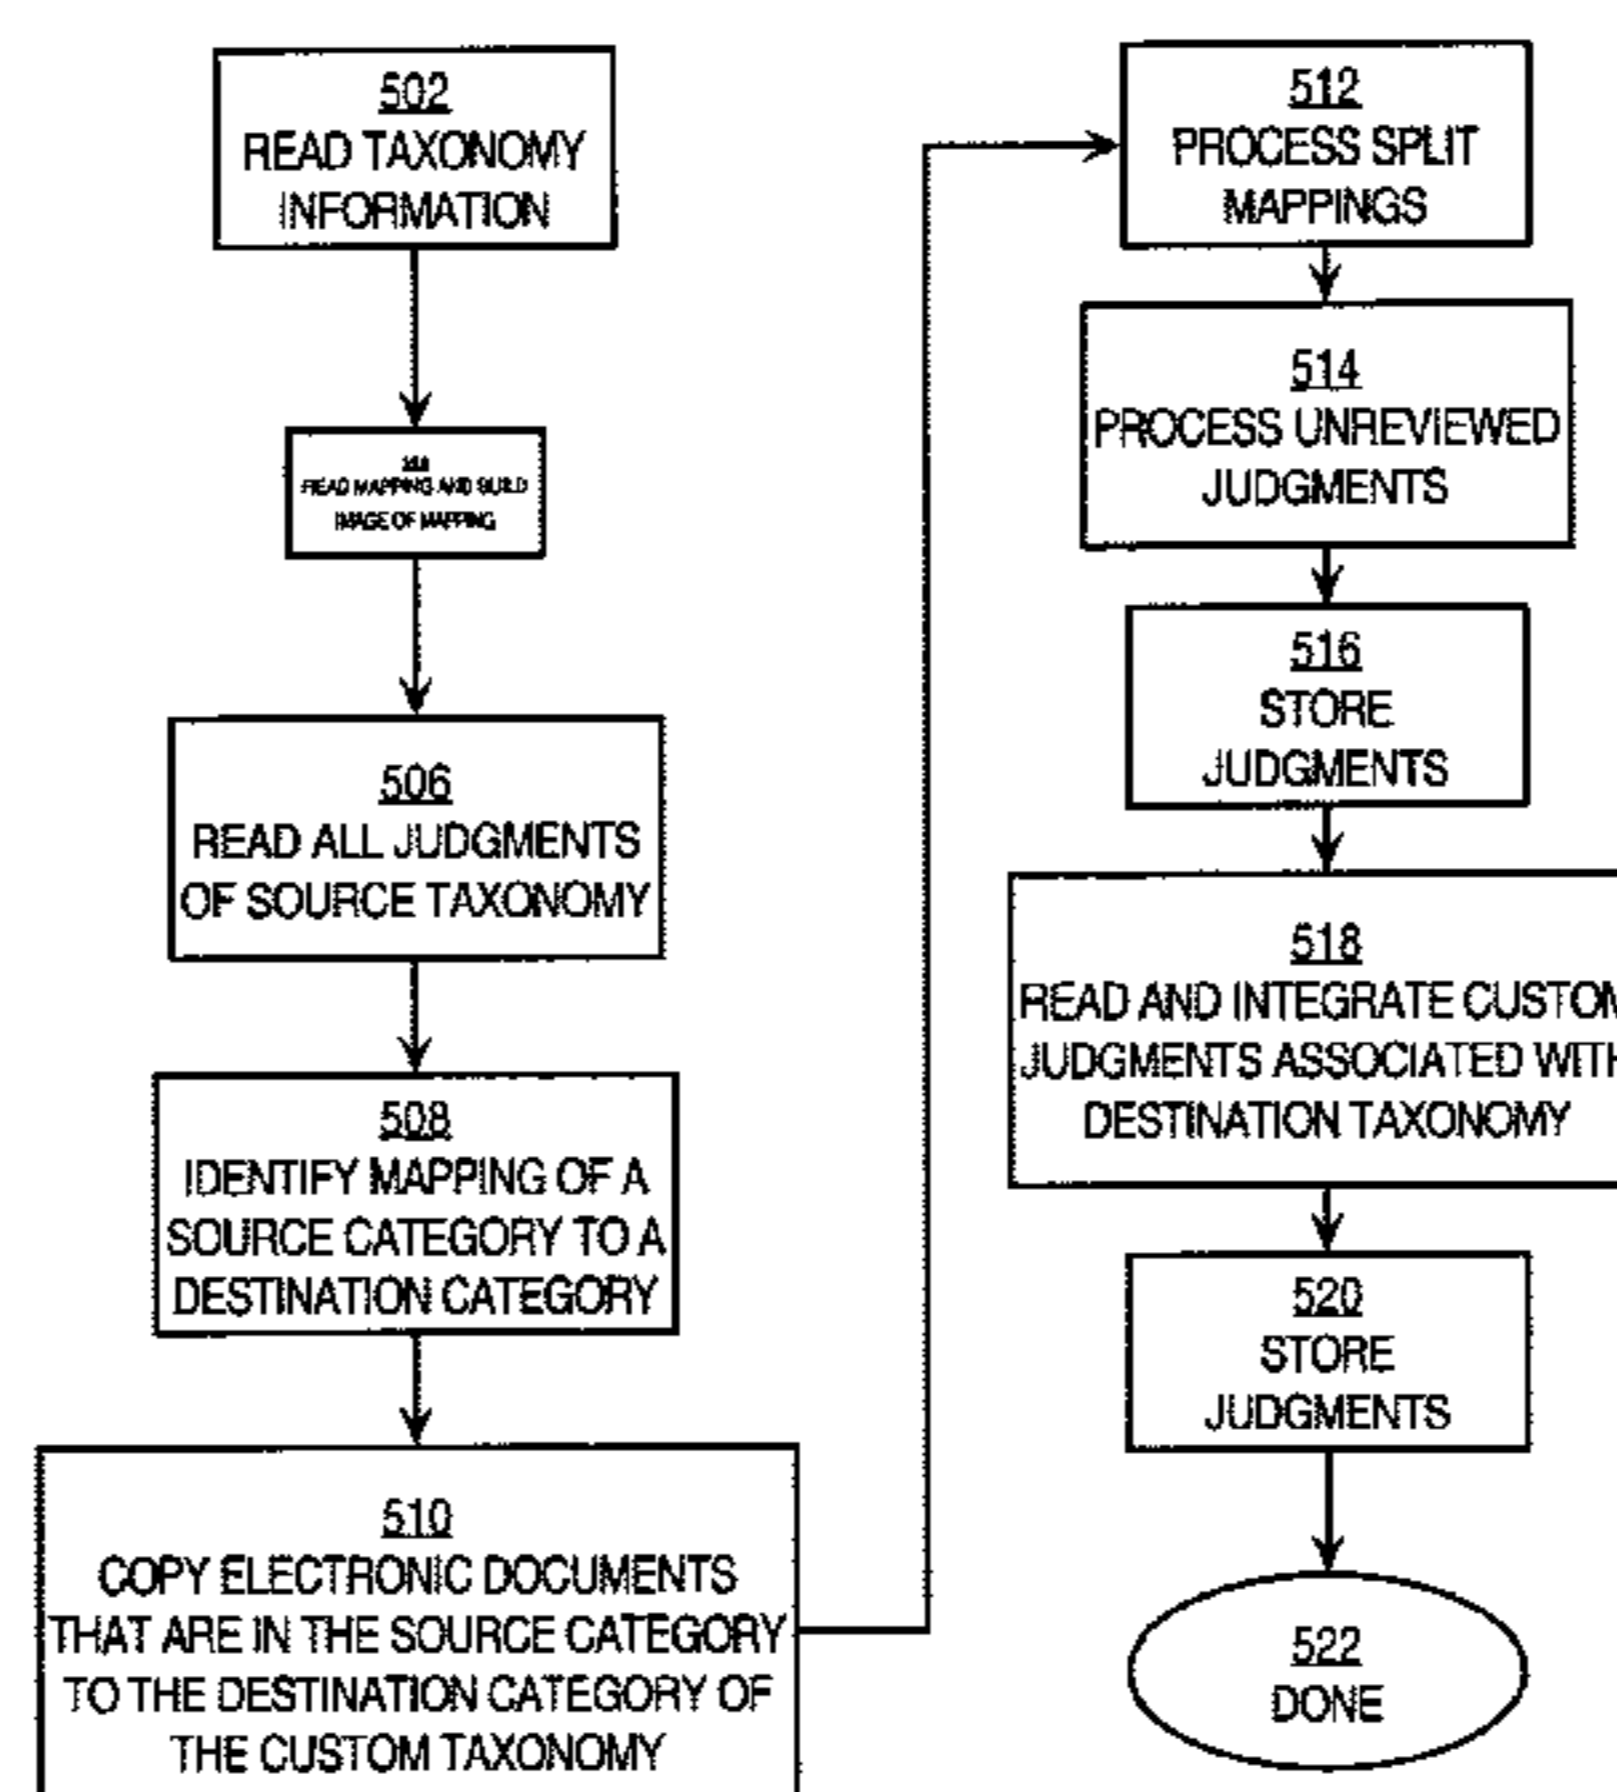 502
READ TAXONOMY
INFORMATION
READ MAPPING AND BUILD
IMAGE OF MAPPING
506
READ ALL JUDGMENTS
OF SOURCE TAXONOMY
508
IDENTIFY MAPPING OF A
SOURCE CATEGORY TO A
DESTINATION CATEGORY
510
COPY ELECTRONIC DOCUMENTS
THAT ARE IN THE SOURCE CATEGORY
TO THE DESTINATION CATEGORY OF
THE CUSTOM TAXONOMY
512
PROCESS SPLIT
MAPPINGS
514
PROCESS UNREVIEWED
JUDGMENTS
516
STORE
JUDGMENTS
518
READ AND INTEGRATE CUSTOM
JUDGMENTS ASSOCIATED WITH
DESTINATION TAXONOMY
520
STORE
JUDGMENTS
522
DONE